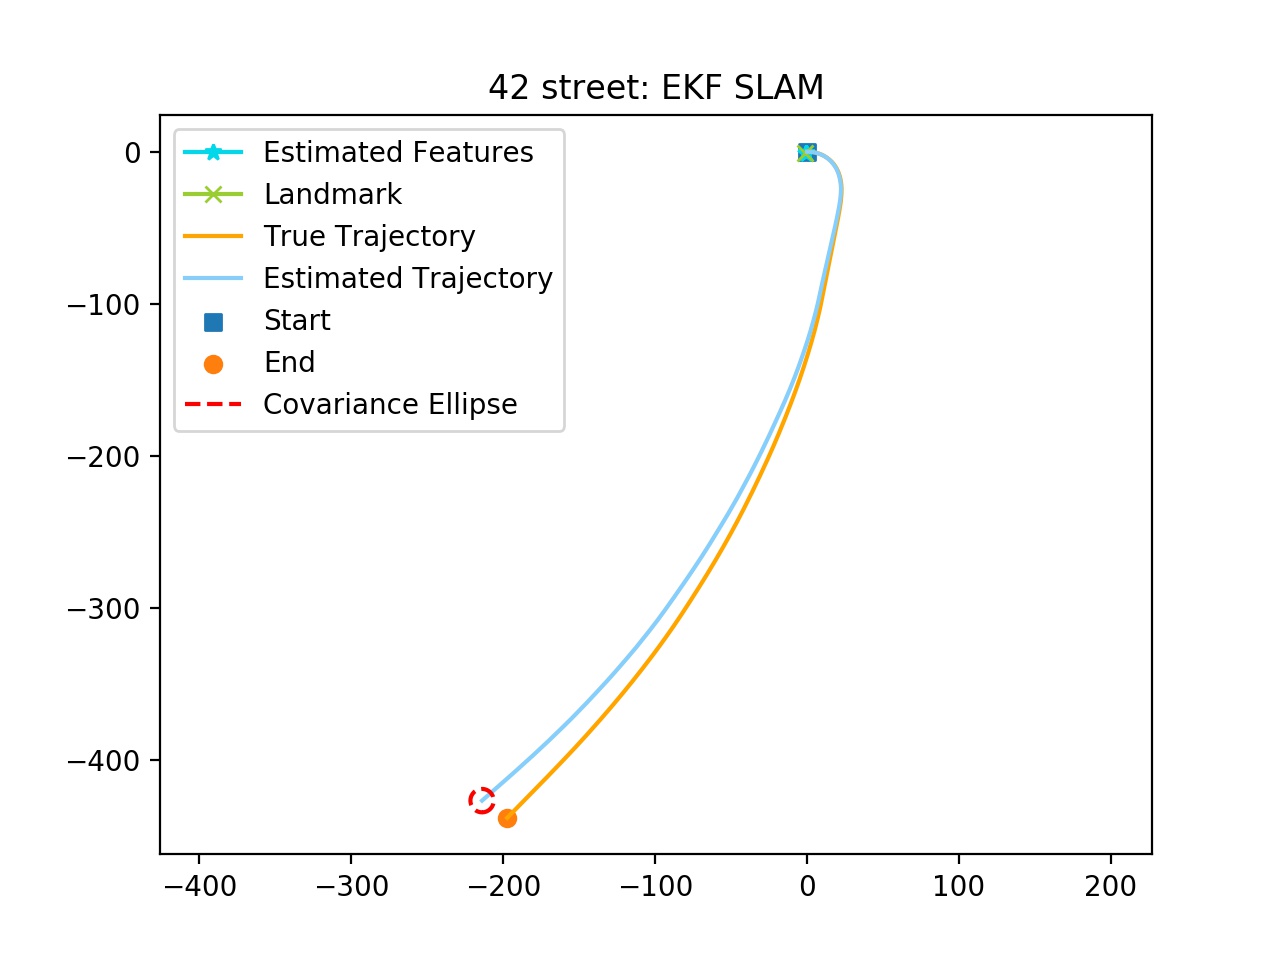 42 street: EKF SLAM
Estimated Features
Landmark
True Trajectory
Estimated Trajectory
Start
End
Covariance Ellipse
0
−100
−200
−300
−400
−400 −300 −200 −100 0 100 200